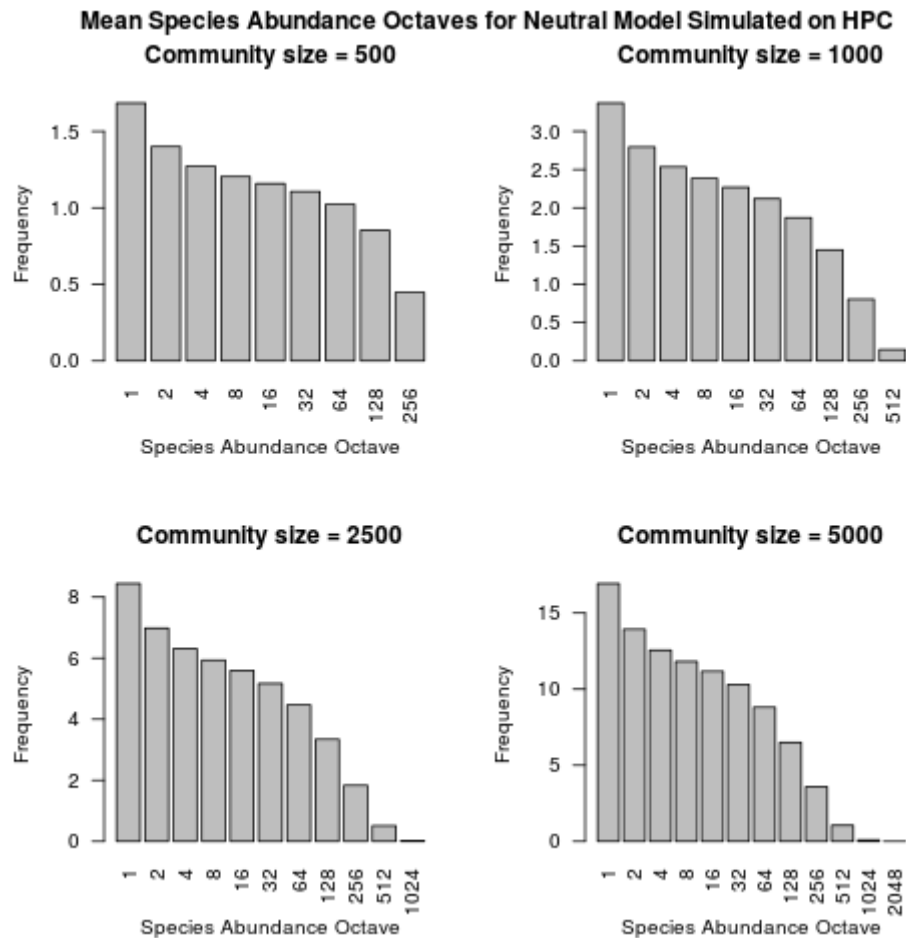 Mean Species Abundance Octaves for Neutral Model Simulated on HPC
Community size = 500
Frequency
1.5
1.0
0.5
0.0
1 2 4 8 16 32 64 128 256
Species Abundance Octave
Community size = 1000
Frequency
3.0
2.5
2.0
1.5
1.0
0.5
0.0
1 2 4 8 16 32 64 128 256 512
Species Abundance Octave
Community size = 2500
Frequency
8
6
4
2
0
1 2 4 8 16 32 64 128 256 512 1024
Species Abundance Octave
Community size = 5000
Frequency
15
10
5
0
1 2 4 8 16 32 64 128 256 512 1024 2048
Species Abundance Octave